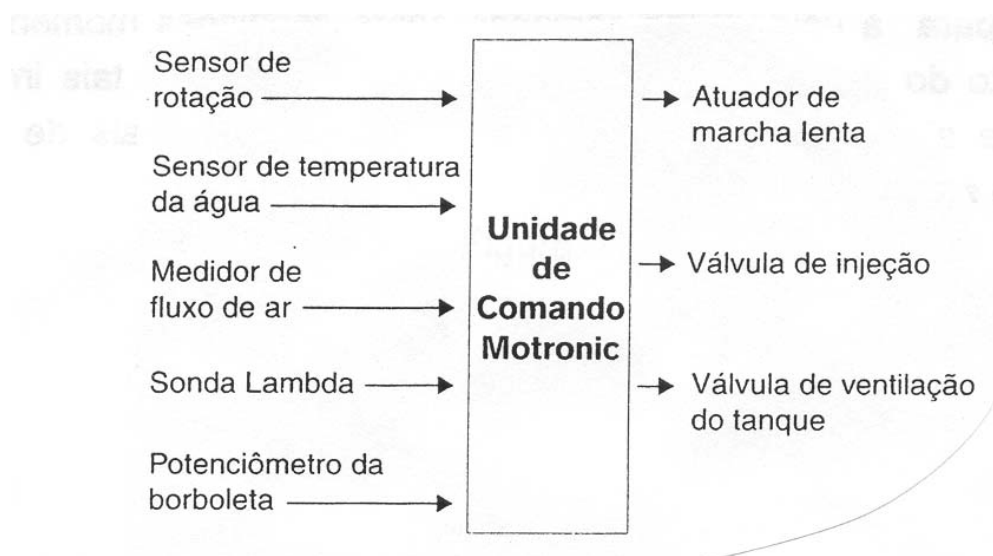 Sensor de
rotação
Sensor de temperatura
da água
Medidor de
fluxo de ar
Sonda Lambda
Potenciômetro da
borboleta
Unidade
de
Comando
Motronic
Atuador de
marcha lenta
Válvula de injeção
Válvula de ventilação
do tanque